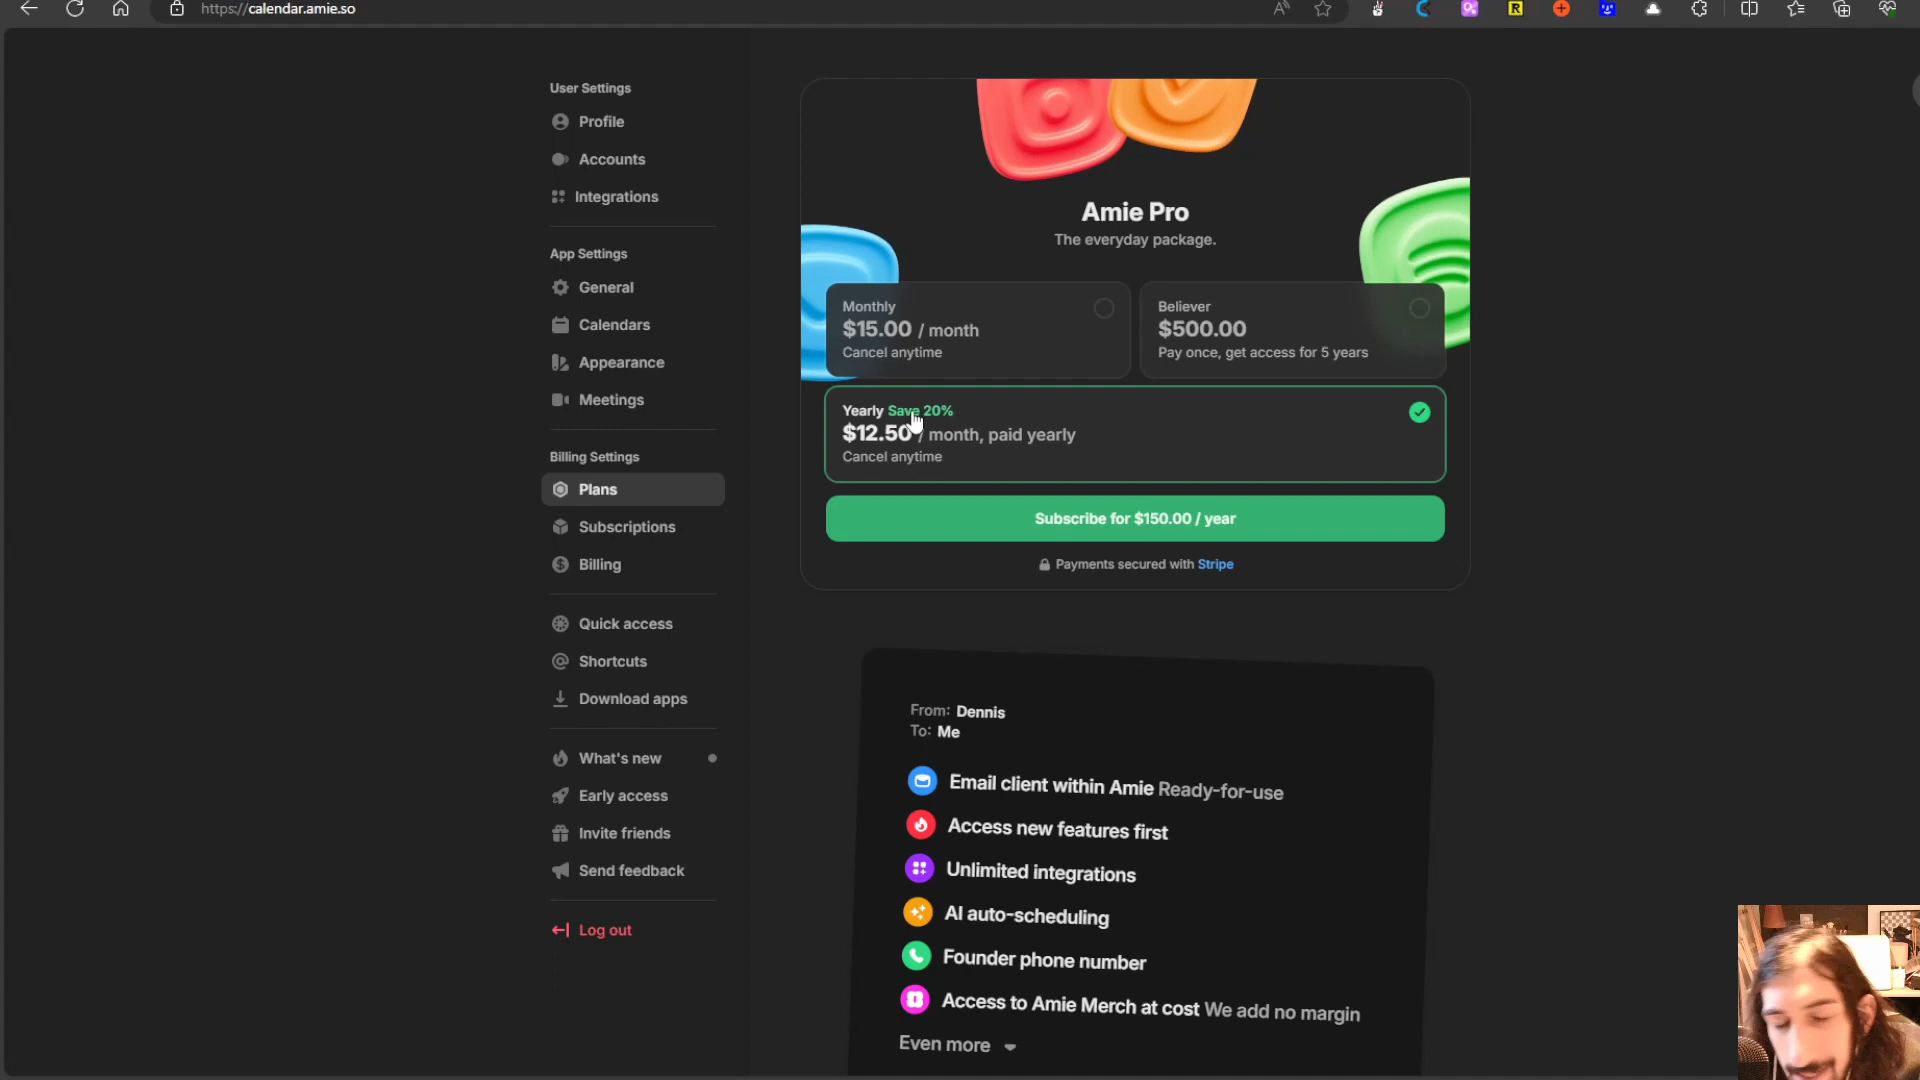 https://calendar.amie.so
User Settings
Profile
Accounts
Integrations
App Settings
General
Calendars
Appearance
Meetings
Billing Settings
Plans
Subscriptions
Billing
Quick access
Shortcuts
Download apps
What's new
Early access
Invite friends
Send feedback
Log out
Amie Pro
The everyday package.
Monthly
$15.00 / month
Cancel anytime
Believer
$500.00
Pay once, get access for 5 years
Yearly Save 20%
$12.50 / month, paid yearly
Cancel anytime
Subscribe for $150.00 / year
Payments secured with Stripe
From: Dennis
To: Me
Email client within Amie Ready-for-use
Access new features first
Unlimited integrations
AI auto-scheduling
Founder phone number
Access to Amie Merch at cost We add no margin
Even more